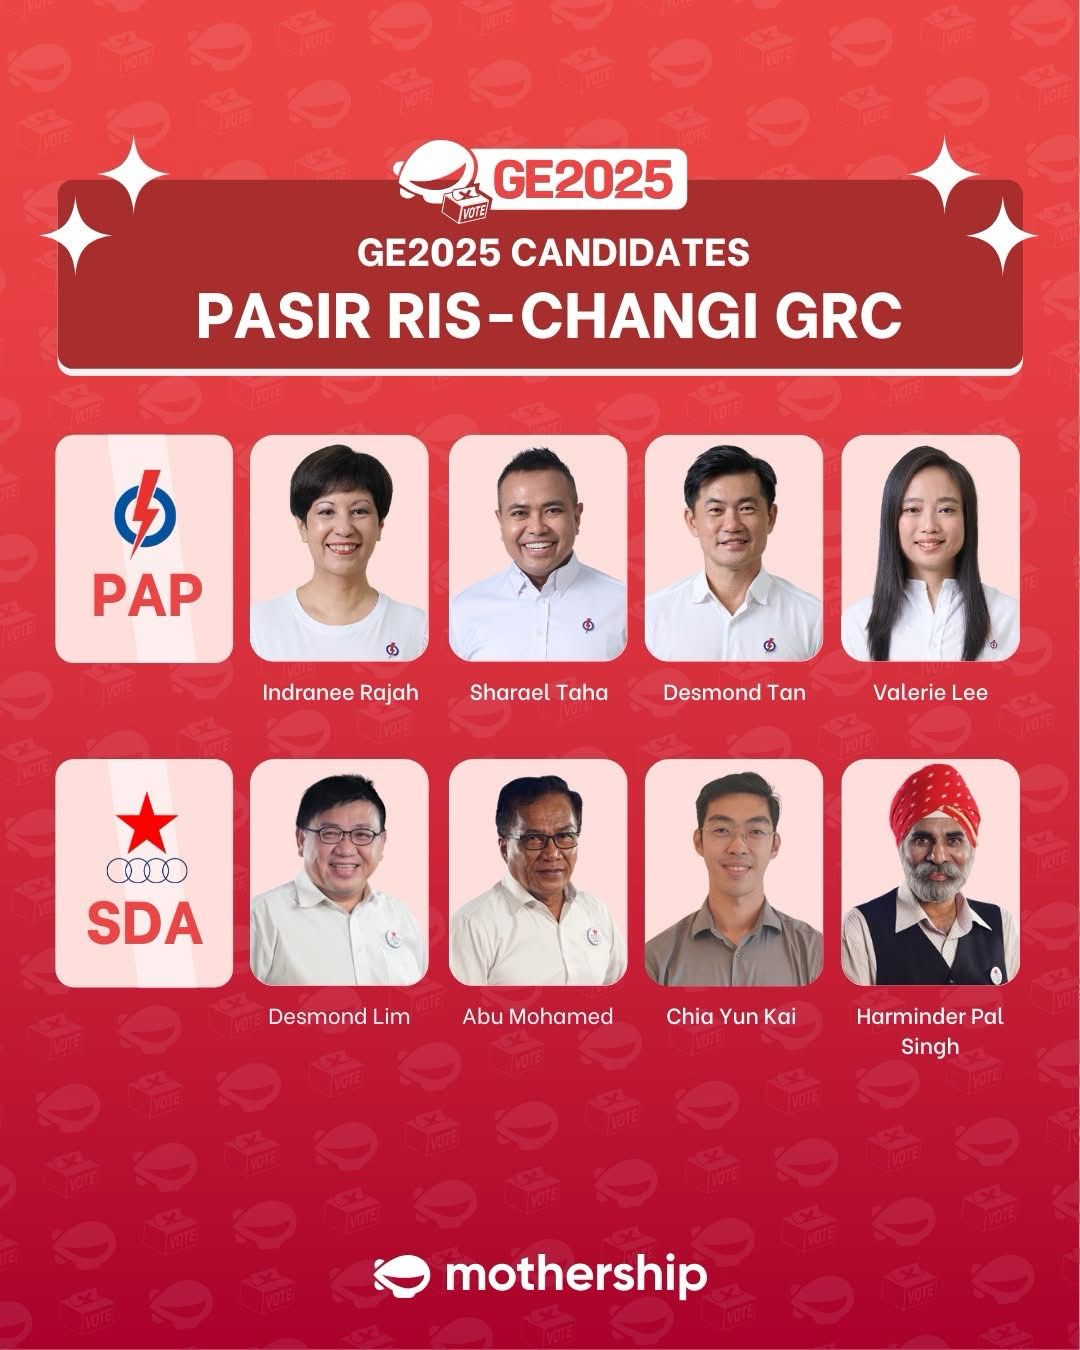 GE2025
VOTE
GE2025 CANDIDATES
PASIR RIS-CHANGI GRC
PAP
Indranee Rajah
Sharael Taha
Desmond Tan
Valerie Lee
SDA
Desmond Lim
Abu Mohamed
Chia Yun Kai
Harminder Pal
Singh
mothership